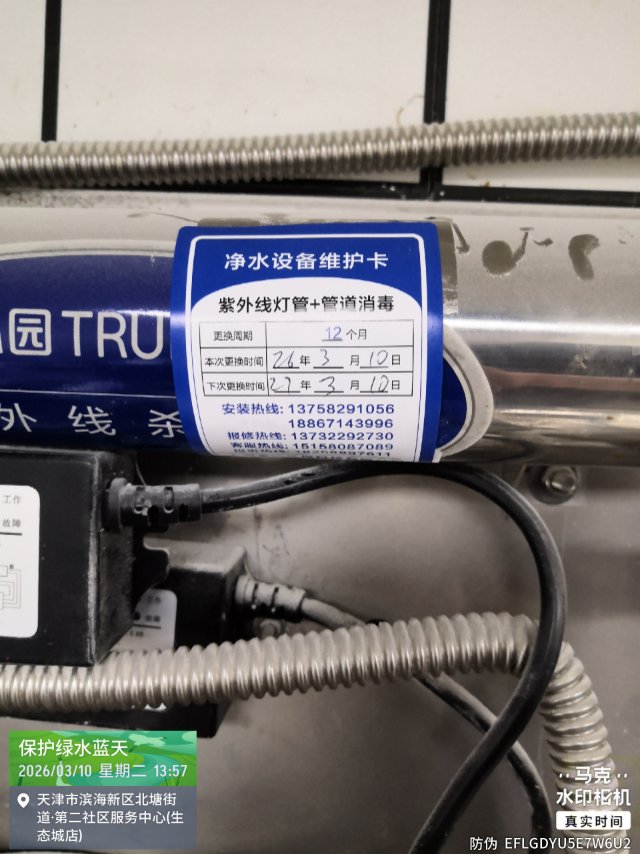 净水设备维护卡
紫外线灯管+管道消毒
更换周期 12个月
本次更换时间 26年3月10日
下次更换时间 27年3月10日
安装热线: 13758291056
18867143996
报修热线: 13732292730
客服热线: 15158087089
园 TRU
外线杀
工作
故障
保护绿水蓝天
2026/03/10 星期二 13:57
天津市滨海新区北塘街
道·第二社区服务中心(生
态城店)
马克
水印相机
真实时间
防伪 EFLGDYU5E7W6U2